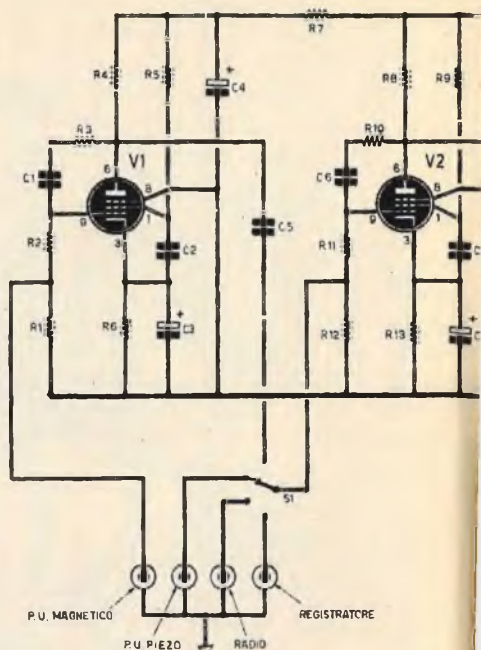 R7
R4
R5
+
C4
R8
R9
R3
V1
R10
V2
C1
6
8
9
1
3
C6
6
8
9
1
3
R2
C2
C5
R11
C
R1
R6
+
C3
R12
R13
+
C
S1
P.U. MAGNETICO
P.U. PIEZO
RADIO
REGISTRATORE